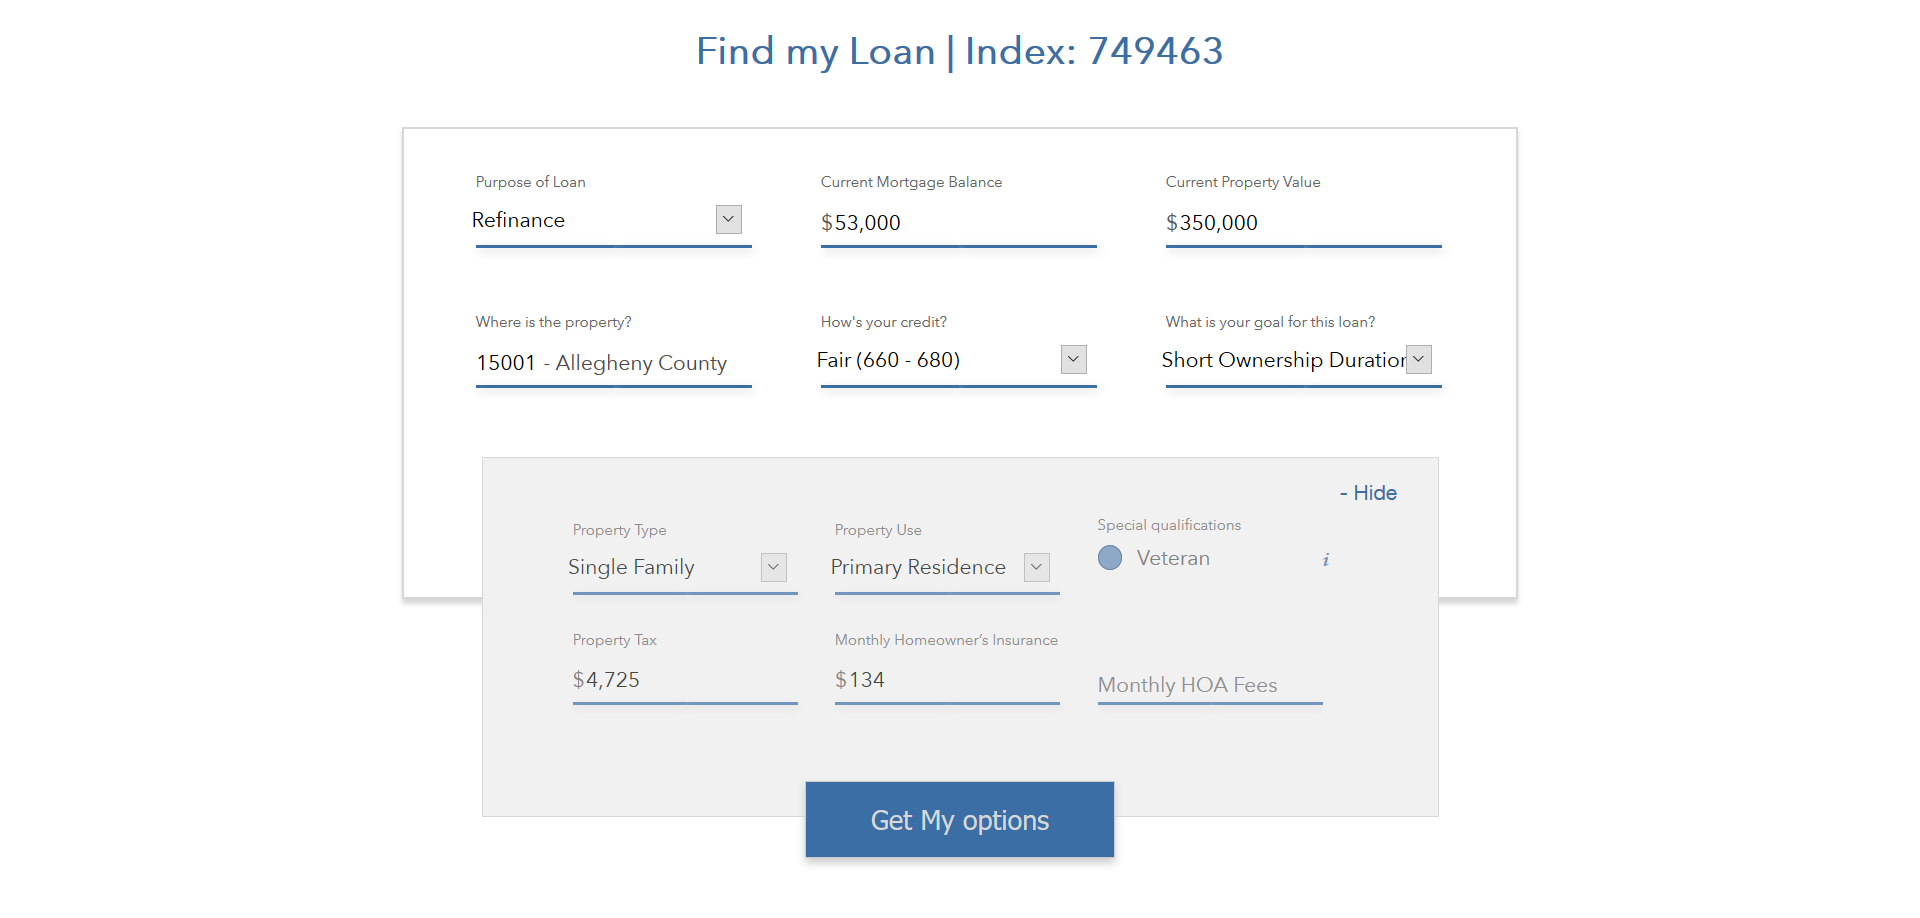 Find my Loan | Index: 749463
Purpose of Loan
Current Mortgage Balance
Current Property Value
Refinance
$53,000
$350,000
Where is the property?
How's your credit?
What is your goal for this loan?
15001 - Allegheny County
Fair (660 - 680)
Short Ownership Duration
- Hide
Property Type
Property Use
Special qualifications
Single Family
Primary Residence
Veteran
i
Property Tax
Monthly Homeowner’s Insurance
$4,725
$134
Monthly HOA Fees
Get My options